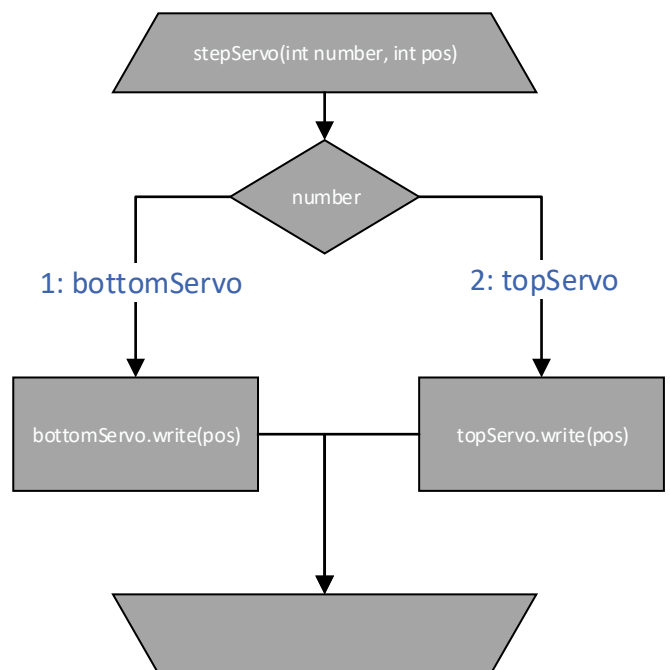 stepServo(int number, int pos)
number
1: bottomServo
2: topServo
bottomServo.write(pos)
topServo.write(pos)